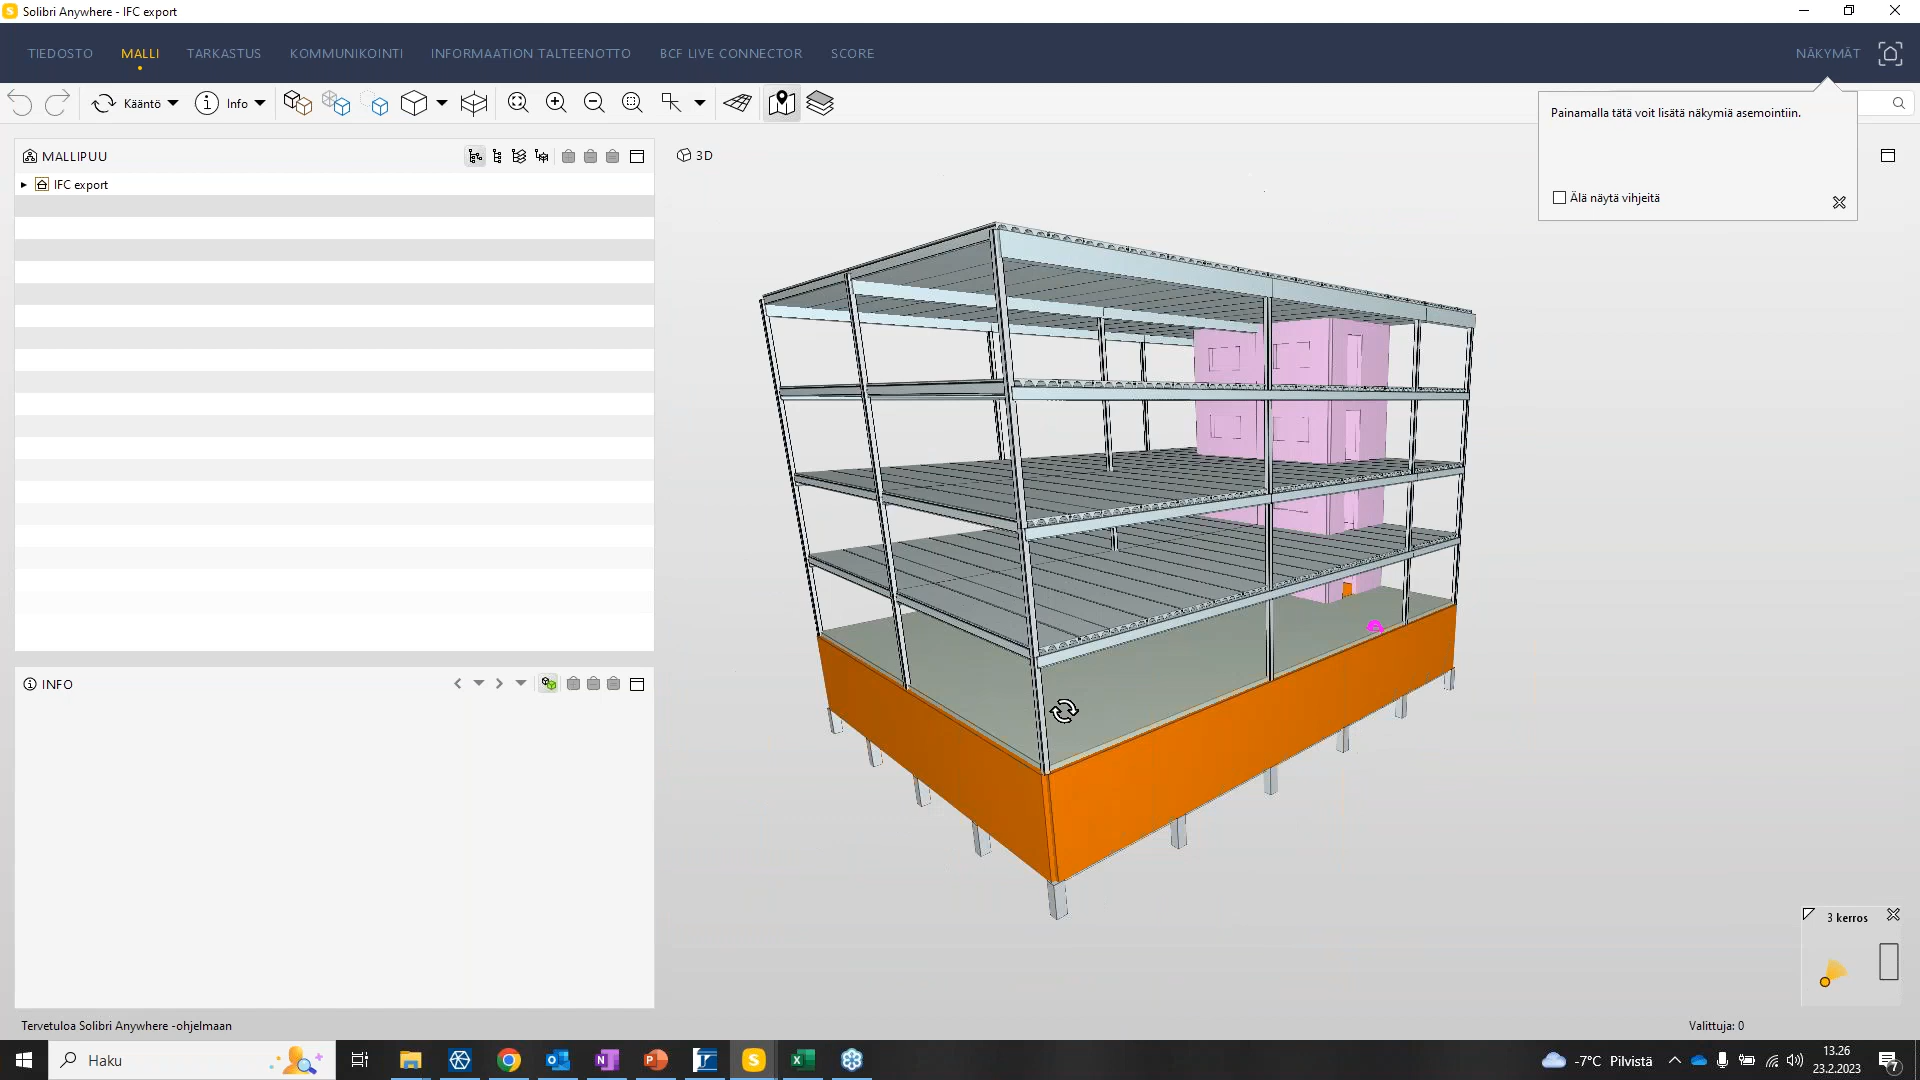 Solibri Anywhere - IFC export
TIEDOSTO MALLI TARKASTUS KOMMUNIKOINTI INFORMAATION TALTEENOTTO BCF LIVE CONNECTOR SCORE NÄKYMÄT
Kääntö Info
Painamalla tätä voit lisätä näkymiä asemointiin.
Älä näytä vihjeitä
MALLIPUU
3D
IFC export
INFO
3 kerros
Tervetuloa Solibri Anywhere -ohjelmaan
Valittuja: 0
Haku
-7°C Pilvistä
13.26
23.2.2023
7